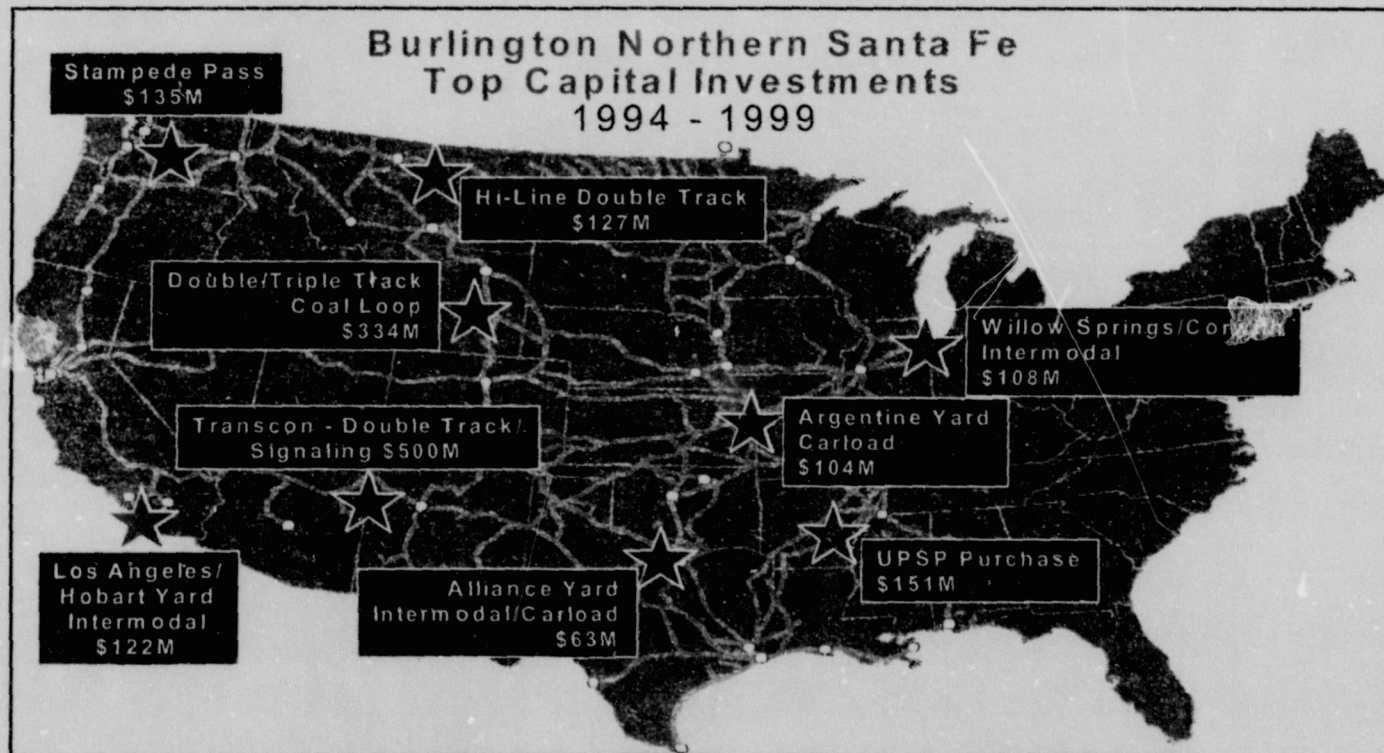 Burlington Northern Santa Fe
Top Capital Investments
1994 - 1999
Stampede Pass
$135M
Hi-Line Double Track
$127M
Double/Triple Track
Coal Loop
$334M
Willow Springs/Corwith
Intermodal
$108M
Transcon - Double Track/
Signaling $500M
Argentine Yard
Carload
$104M
Los Angeles/
Hobart Yard
Intermodal
$122M
Alliance Yard
Intermodal/Carload
$63M
UPSP Purchase
$151M